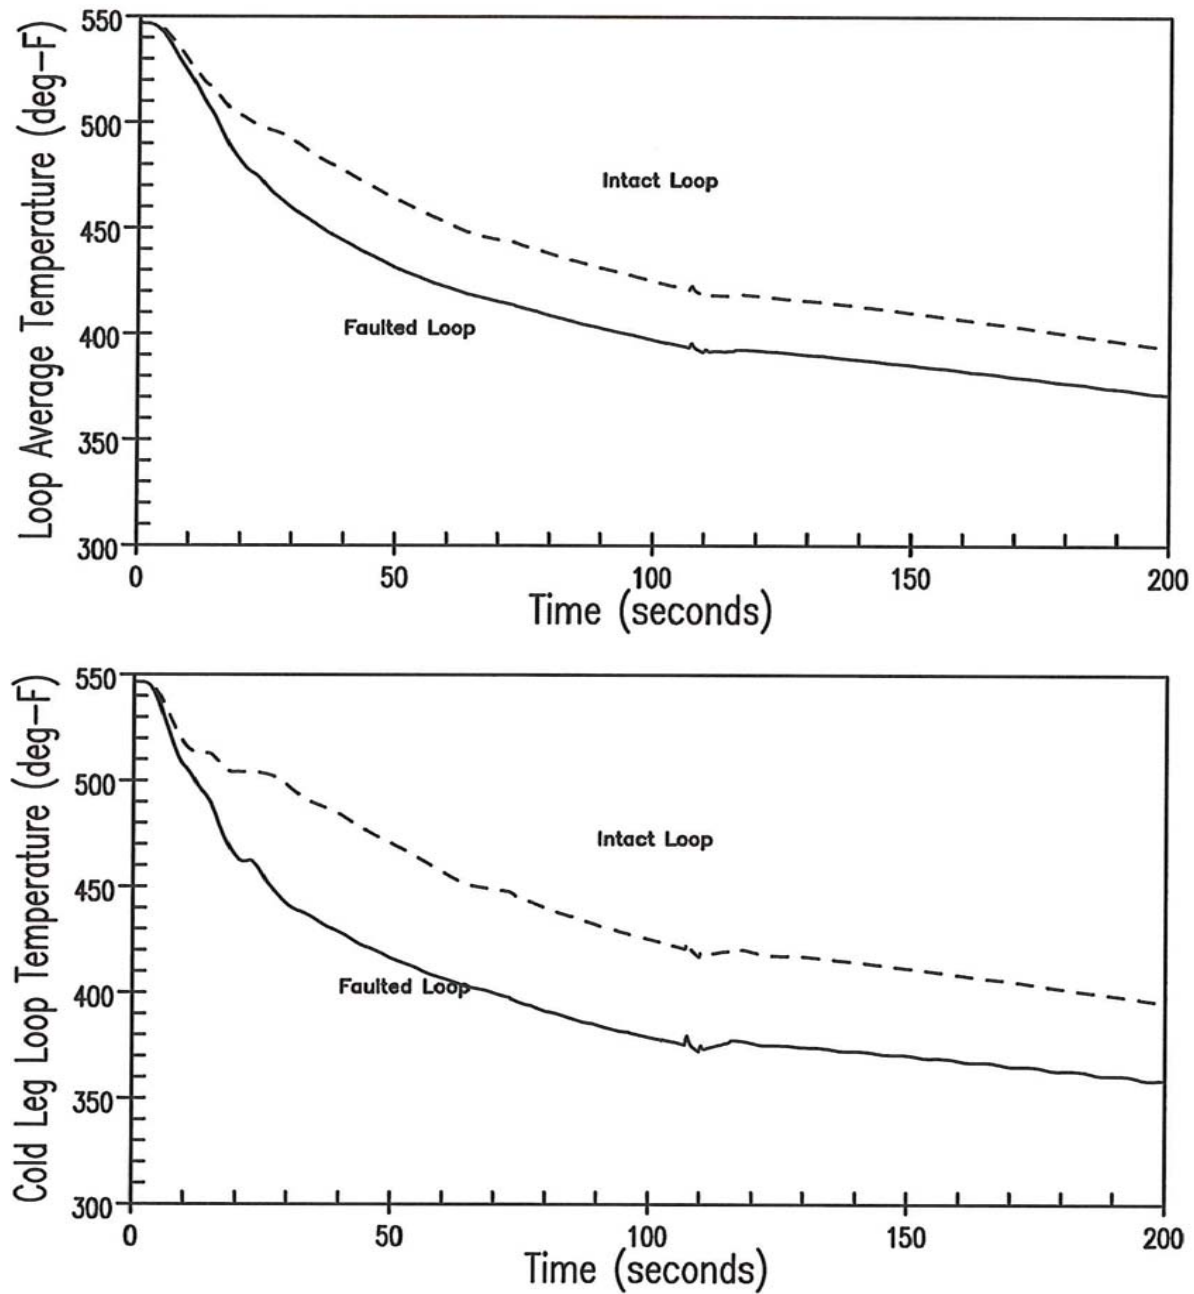 Loop Average Temperature (deg-F)
550
500
450
400
350
300
Intact Loop
Faulted Loop
0 50 100 150 200
Time (seconds)
Cold Leg Loop Temperature (deg-F)
550
500
450
400
350
300
Intact Loop
Faulted Loop
0 50 100 150 200
Time (seconds)